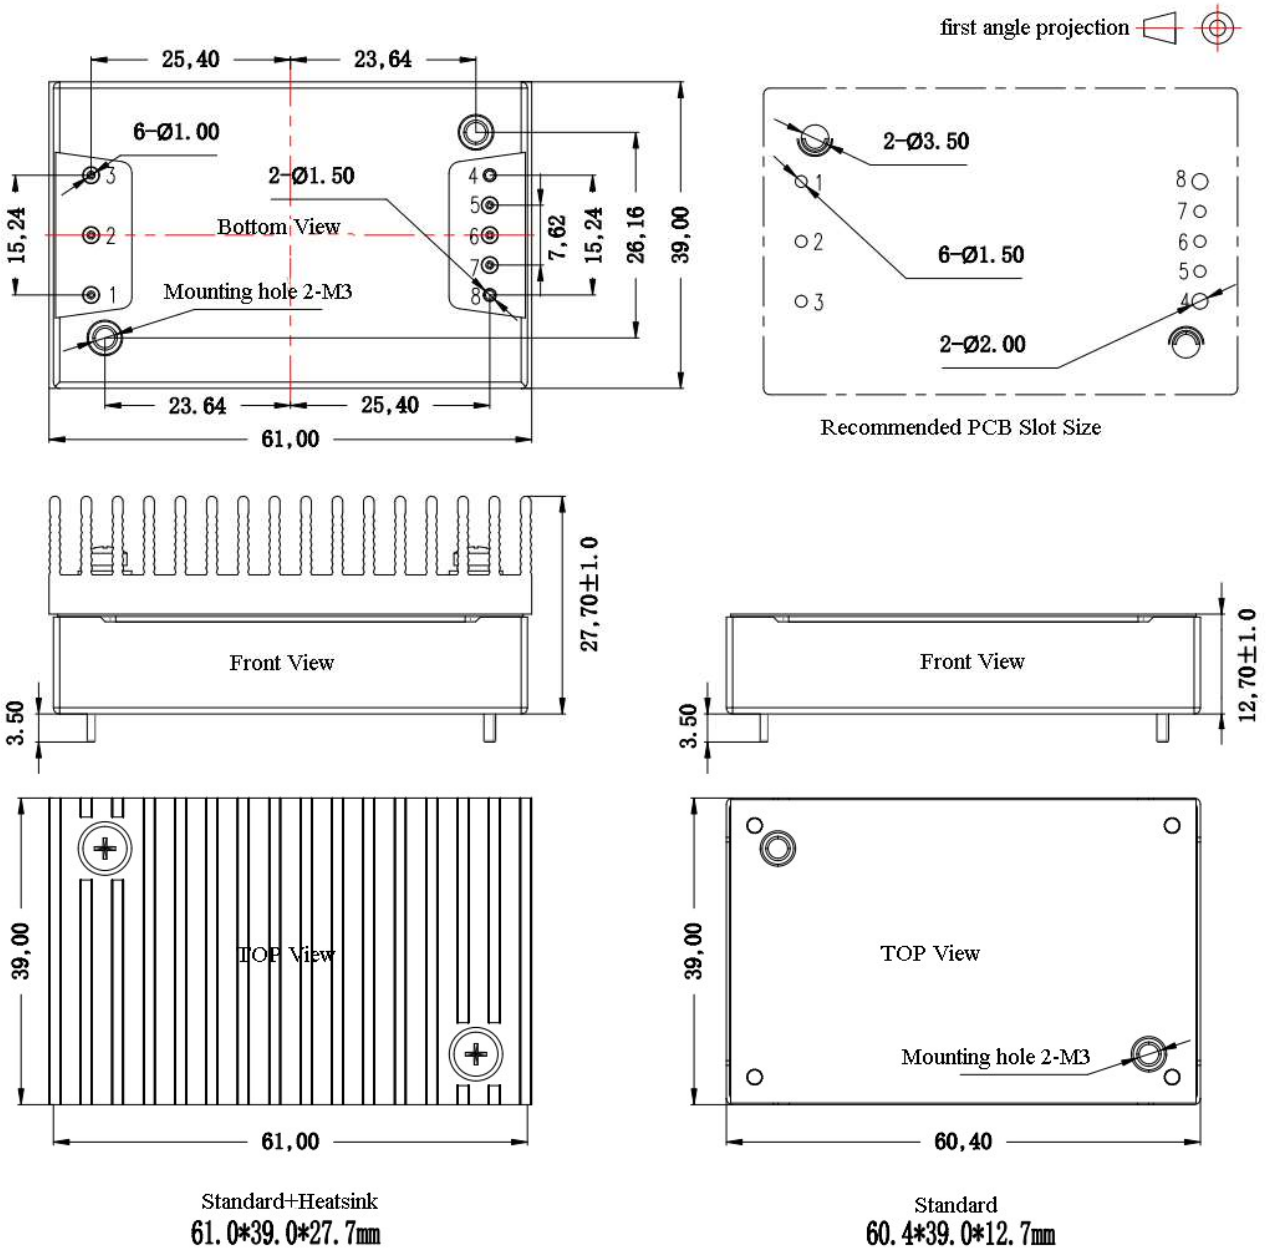 first angle projection
25,40
23,64
6-Ø1.00
2-Ø1.50
3
2
1
4
5
6
7
8
15,24
Bottom View
7,62
15,24
26,16
39,00
Mounting hole 2-M3
23.64
25,40
61,00
2-Ø3.50
1
2
3
8
7
6
5
4
6-Ø1.50
2-Ø2.00
Recommended PCB Slot Size
27,70±1.0
Front View
3.50
Front View
12,70±1.0
3.50
39,00
TOP View
61,00
39,00
TOP View
Mounting hole 2-M3
60,40
Standard+Heatsink
61.0*39.0*27.7mm
Standard
60.4*39.0*12.7mm